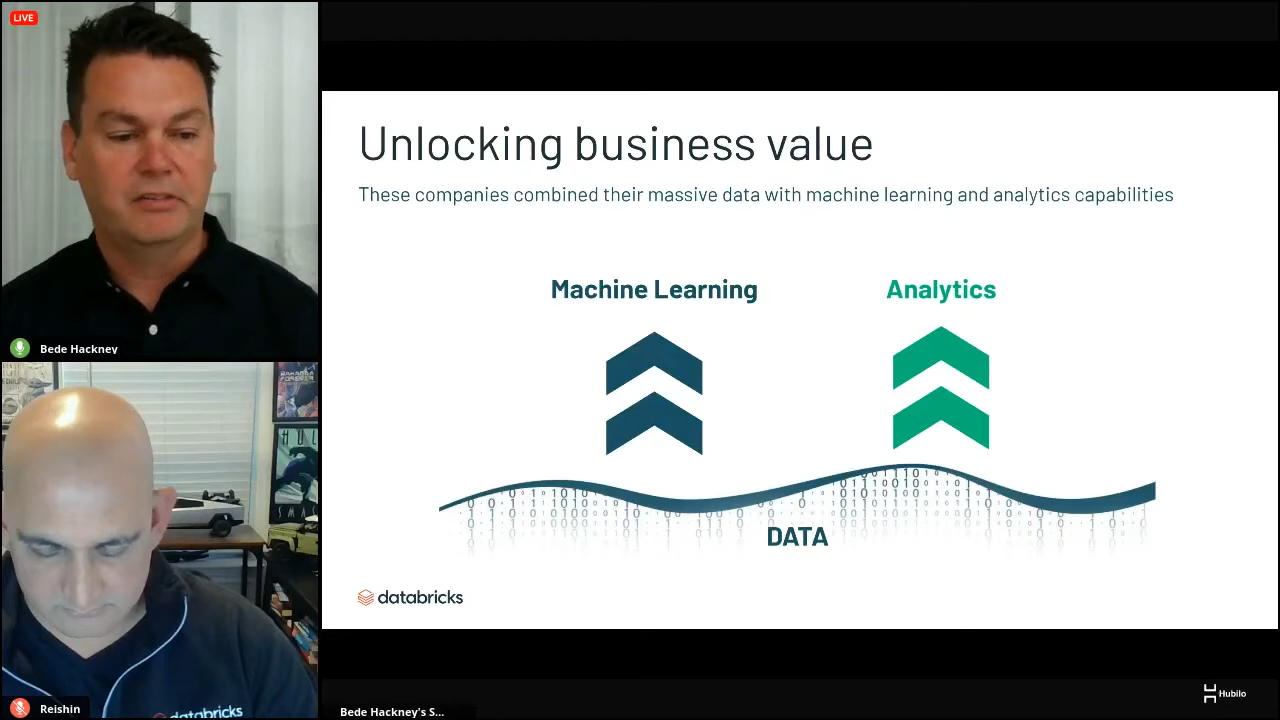 LIVE
Bede Hackney
Reishin
databricks
Unlocking business value
These companies combined their massive data with machine learning and analytics capabilities
Machine Learning
Analytics
DATA
databricks
Bede Hackney's S...
Hubilo